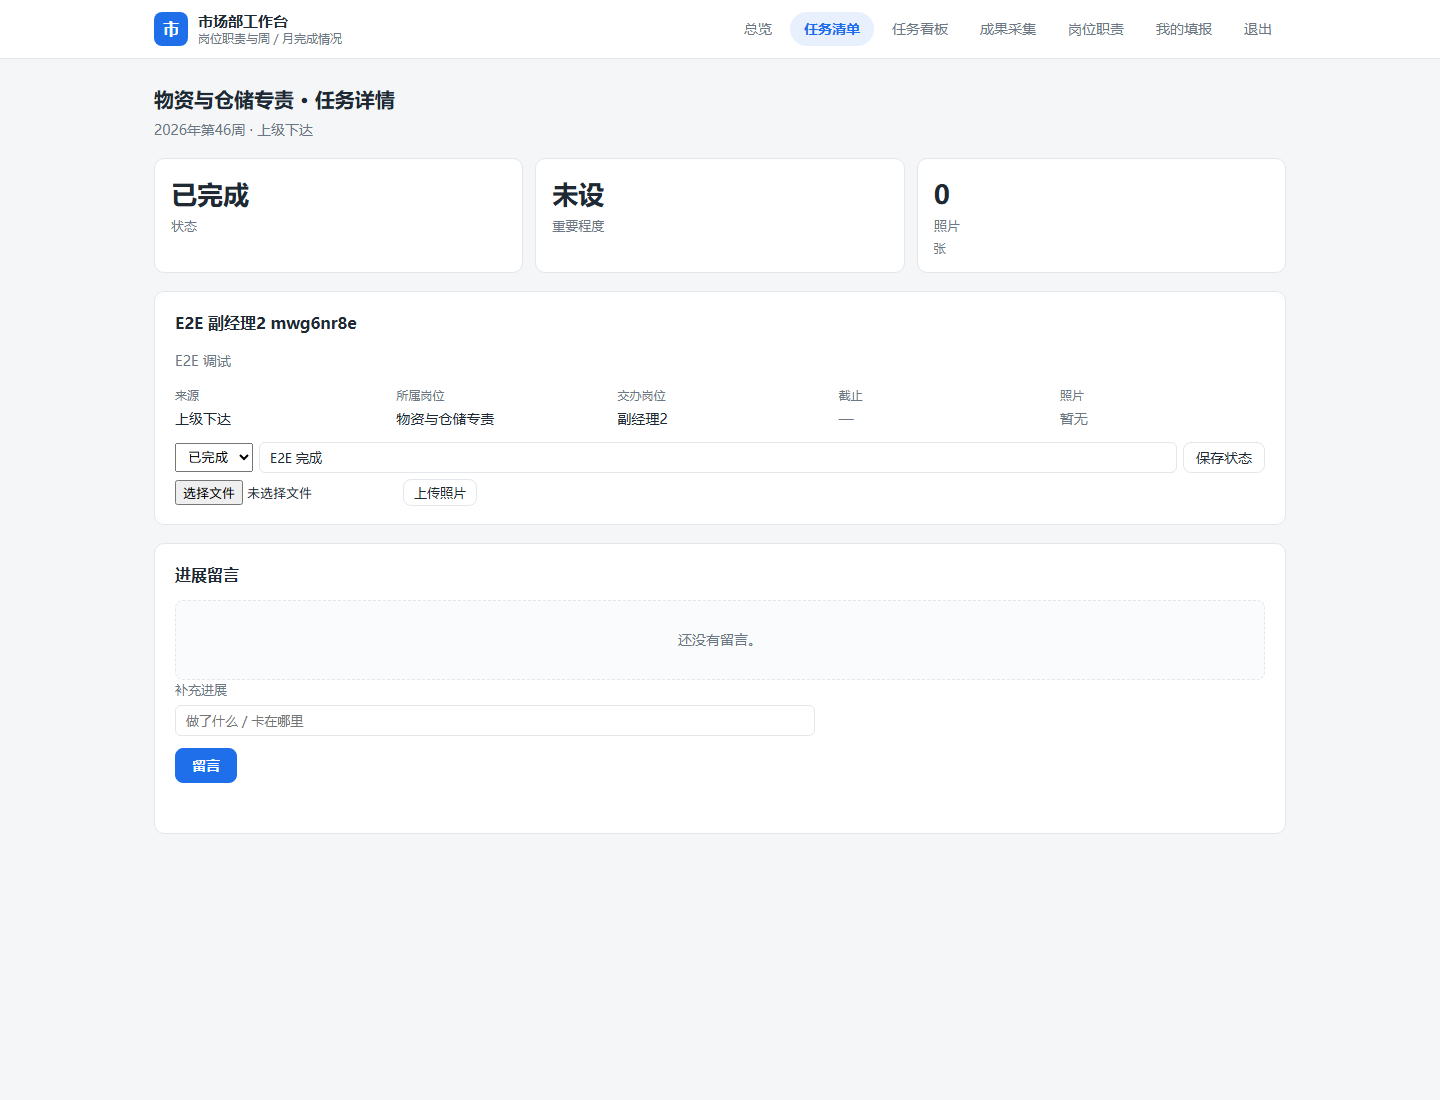 市
市场部工作台
岗位职责与周 / 月完成情况
总览
任务清单
任务看板
成果采集
岗位职责
我的填报
退出
物资与仓储专责 • 任务详情
2026年第46周 · 上级下达
已完成
状态
未设
重要程度
0
照片
张
E2E 副经理2 mwg6nr8e
E2E 调试
来源
上级下达
所属岗位
物资与仓储专责
交办岗位
副经理2
截止
—
照片
暂无
已完成
E2E 完成
保存状态
选择文件 未选择文件
上传照片
进展留言
还没有留言。
补充进展
做了什么 / 卡在哪里
留言